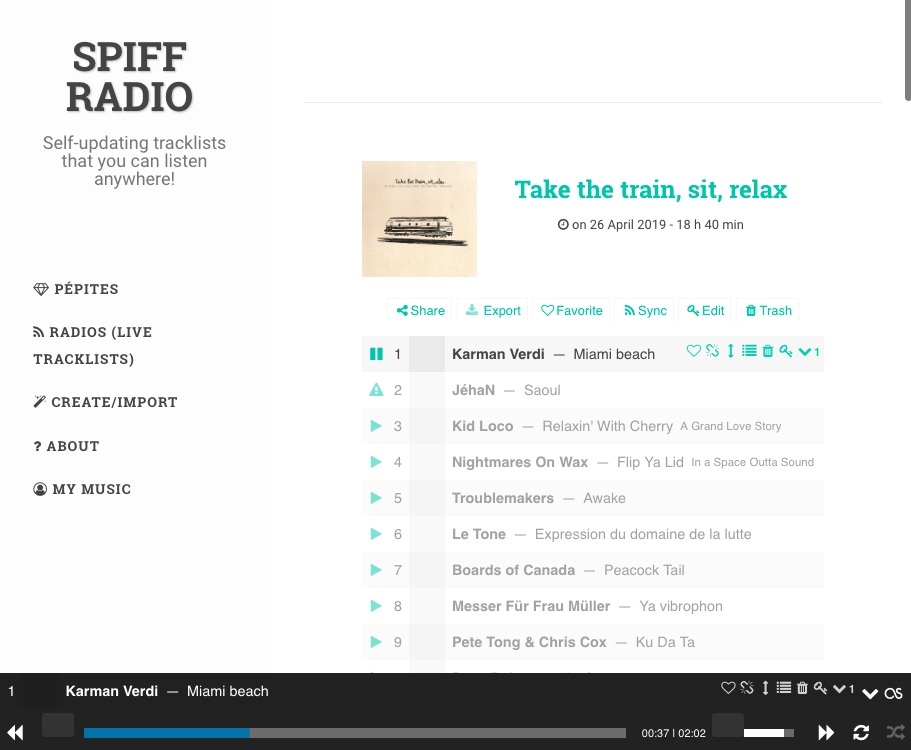 SPIFF
RADIO
Self-updating tracklists
that you can listen
anywhere!
PÉPITES
RADIOS (LIVE
TRACKLISTS)
CREATE/IMPORT
? ABOUT
MY MUSIC
Take the train, sit, relax
on 26 April 2019 - 18 h 40 min
Share Export Favorite Sync Edit Trash
1 Karman Verdi — Miami beach 1
2 JéhaN — Saoul
3 Kid Loco — Relaxin' With Cherry A Grand Love Story
4 Nightmares On Wax — Flip Ya Lid In a Space Outta Sound
5 Troublemakers — Awake
6 Le Tone — Expression du domaine de la lutte
7 Boards of Canada — Peacock Tail
8 Messer Für Frau Müller — Ya vibrophon
9 Pete Tong & Chris Cox — Ku Da Ta
1 Karman Verdi — Miami beach 1
00:37 | 02:02